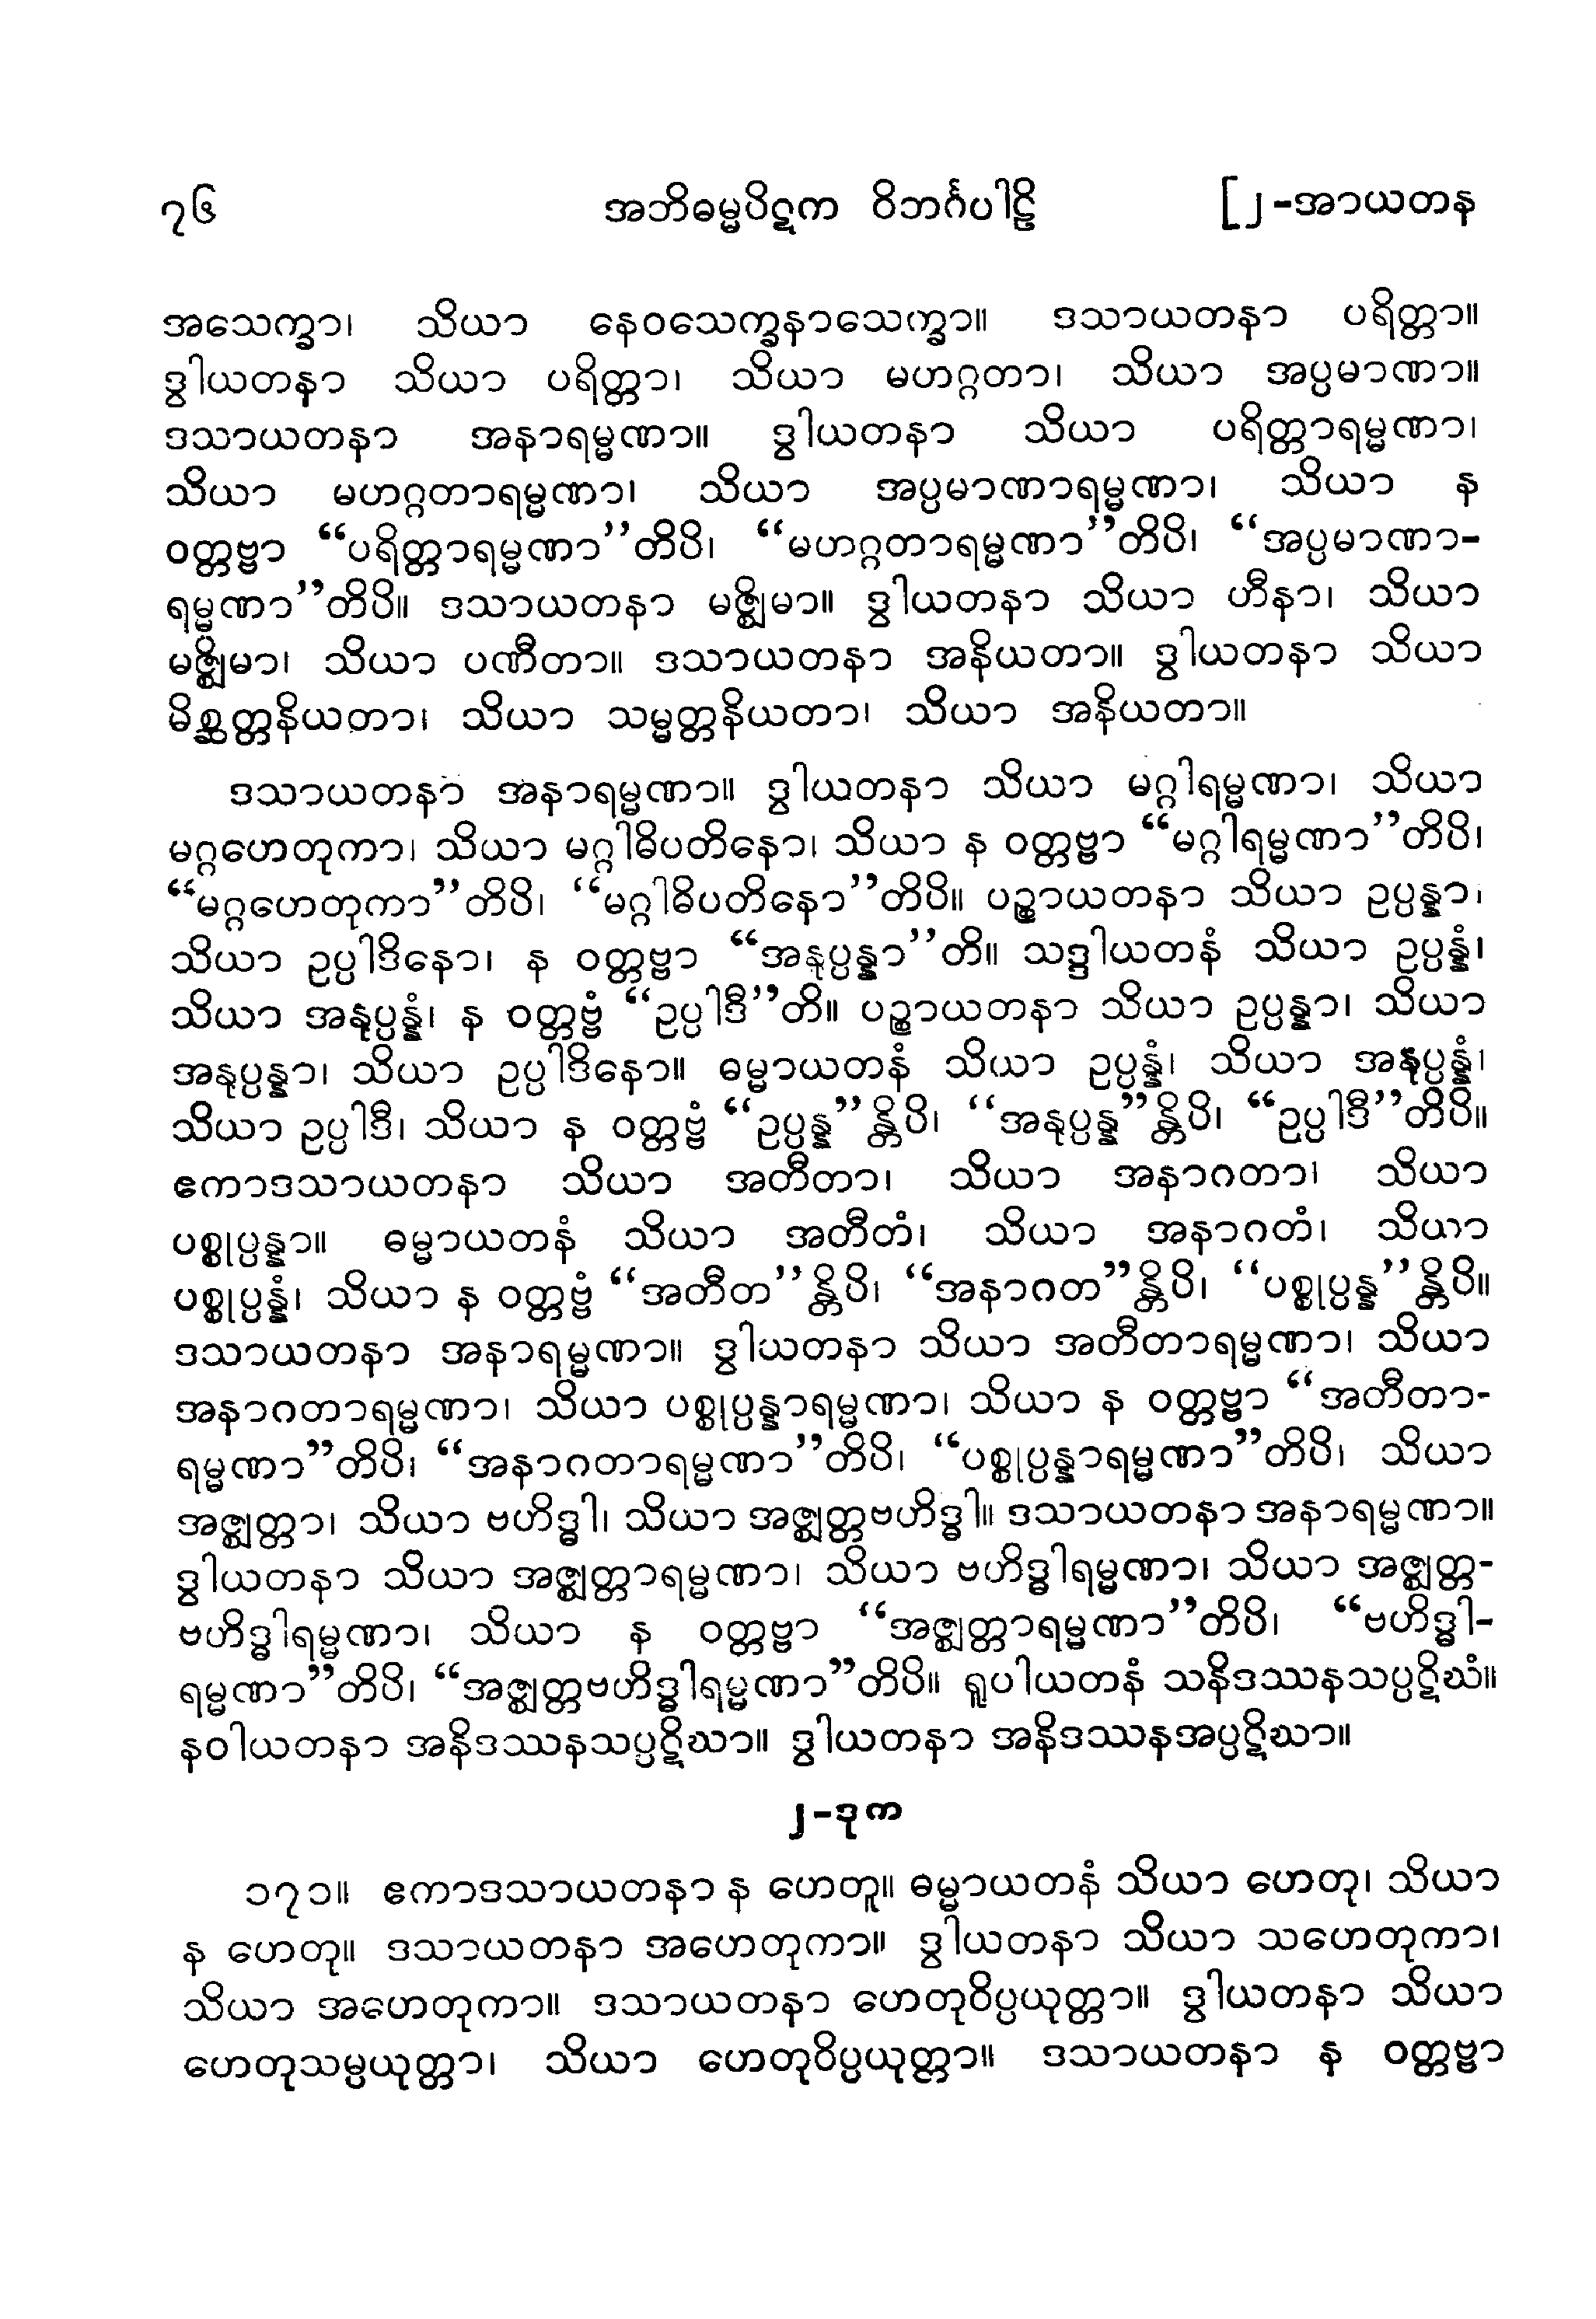 ၇၆ အဘိဓမ္မပိဋက ဝိဘင်္ဂပါဠိ [၂-အာယတန
အသေက္ခာ၊ သိယာ နေဝသေက္ခနာသေက္ခာ။ ဒသာယတနာ ပရိတ္တာ။
ဒွါယတနာ သိယာ ပရိတ္တာ၊ သိယာ မဟဂ္ဂတာ၊ သိယာ အပ္ပမာဏာ။
ဒသာယတနာ အနာရမ္မဏာ။ ဒွါယတနာ သိယာ ပရိတ္တာရမ္မဏာ၊
သိယာ မဟဂ္ဂတာရမ္မဏာ၊ သိယာ အပ္ပမာဏာရမ္မဏာ၊ သိယာ န
ဝတ္တဗ္ဗာ “ပရိတ္တာရမ္မဏာ”တိပိ၊ “မဟဂ္ဂတာရမ္မဏာ”တိပိ၊ “အပ္ပမာဏာ-
ရမ္မဏာ”တိပိ။ ဒသာယတနာ မဇ္ဈိမာ။ ဒွါယတနာ သိယာ ဟီနာ၊ သိယာ
မဇ္ဈိမာ၊ သိယာ ပဏီတာ။ ဒသာယတနာ အနိယတာ။ ဒွါယတနာ သိယာ
မိစ္ဆတ္တနိယတာ၊ သိယာ သမ္မတ္တနိယတာ၊ သိယာ အနိယတာ။
ဒသာယတနာ အနာရမ္မဏာ။ ဒွါယတနာ သိယာ မဂ္ဂါရမ္မဏာ၊ သိယာ
မဂ္ဂဟေတုကာ၊ သိယာ မဂ္ဂါဓိပတိနော၊ သိယာ န ဝတ္တဗ္ဗာ “မဂ္ဂါရမ္မဏာ”တိပိ၊
“မဂ္ဂဟေတုကာ”တိပိ၊ “မဂ္ဂါဓိပတိနော”တိပိ။ ပဉ္စာယတနာ သိယာ ဥပ္ပန္နာ၊
သိယာ ဥပ္ပါဒိနော၊ န ဝတ္တဗ္ဗာ “အနုပ္ပန္နာ”တိ။ သဒ္ဒါယတနံ သိယာ ဥပ္ပန္နံ၊
သိယာ အနုပ္ပန္နံ၊ န ဝတ္တဗ္ဗံ “ဥပ္ပါဒီ”တိ။ ပဉ္စာယတနာ သိယာ ဥပ္ပန္နာ၊ သိယာ
အနုပ္ပန္နာ၊ သိယာ ဥပ္ပါဒိနော။ ဓမ္မာယတနံ သိယာ ဥပ္ပန္နံ၊ သိယာ အနုပ္ပန္နံ၊
သိယာ ဥပ္ပါဒီ၊ သိယာ န ဝတ္တဗ္ဗံ “ဥပ္ပန္န”န္တိပိ၊ “အနုပ္ပန္န”န္တိပိ၊ “ဥပ္ပါဒီ”တိပိ။
ဧကာဒသာယတနာ သိယာ အတီတာ၊ သိယာ အနာဂတာ၊ သိယာ
ပစ္စုပ္ပန္နာ။ ဓမ္မာယတနံ သိယာ အတီတံ၊ သိယာ အနာဂတံ၊ သိယာ
ပစ္စုပ္ပန္နံ၊ သိယာ န ဝတ္တဗ္ဗံ “အတီတ”န္တိပိ၊ “အနာဂတ”န္တိပိ၊ “ပစ္စုပ္ပန္န”န္တိပိ။
ဒသာယတနာ အနာရမ္မဏာ။ ဒွါယတနာ သိယာ အတီတာရမ္မဏာ၊ သိယာ
အနာဂတာရမ္မဏာ၊ သိယာ ပစ္စုပ္ပန္နာရမ္မဏာ၊ သိယာ န ဝတ္တဗ္ဗာ “အတီတာ-
ရမ္မဏာ”တိပိ၊ “အနာဂတာရမ္မဏာ”တိပိ၊ “ပစ္စုပ္ပန္နာရမ္မဏာ”တိပိ၊ သိယာ
အဇ္ဈတ္တာ၊ သိယာ ဗဟိဒ္ဓါ၊ သိယာ အဇ္ဈတ္တဗဟိဒ္ဓါ။ ဒသာယတနာ အနာရမ္မဏာ။
ဒွါယတနာ သိယာ အဇ္ဈတ္တာရမ္မဏာ၊ သိယာ ဗဟိဒ္ဓါရမ္မဏာ၊ သိယာ အဇ္ဈတ္တ-
ဗဟိဒ္ဓါရမ္မဏာ၊ သိယာ န ဝတ္တဗ္ဗာ “အဇ္ဈတ္တာရမ္မဏာ”တိပိ၊ “ဗဟိဒ္ဓါ-
ရမ္မဏာ”တိပိ၊ “အဇ္ဈတ္တဗဟိဒ္ဓါရမ္မဏာ”တိပိ။ ရူပါယတနံ သနိဒဿနသပ္ပဋိဃံ။
နဝါယတနာ အနိဒဿနသပ္ပဋိဃာ။ ဒွါယတနာ အနိဒဿနအပ္ပဋိဃာ။
၂-ဒုက
၁၇၁။ ဧကာဒသာယတနာ န ဟေတူ။ ဓမ္မာယတနံ သိယာ ဟေတု၊ သိယာ
န ဟေတု။ ဒသာယတနာ အဟေတုကာ။ ဒွါယတနာ သိယာ သဟေတုကာ၊
သိယာ အဟေတုကာ။ ဒသာယတနာ ဟေတုဝိပ္ပယုတ္တာ။ ဒွါယတနာ သိယာ
ဟေတုသမ္ပယုတ္တာ၊ သိယာ ဟေတုဝိပ္ပယုတ္တာ။ ဒသာယတနာ န ဝတ္တဗ္ဗာ